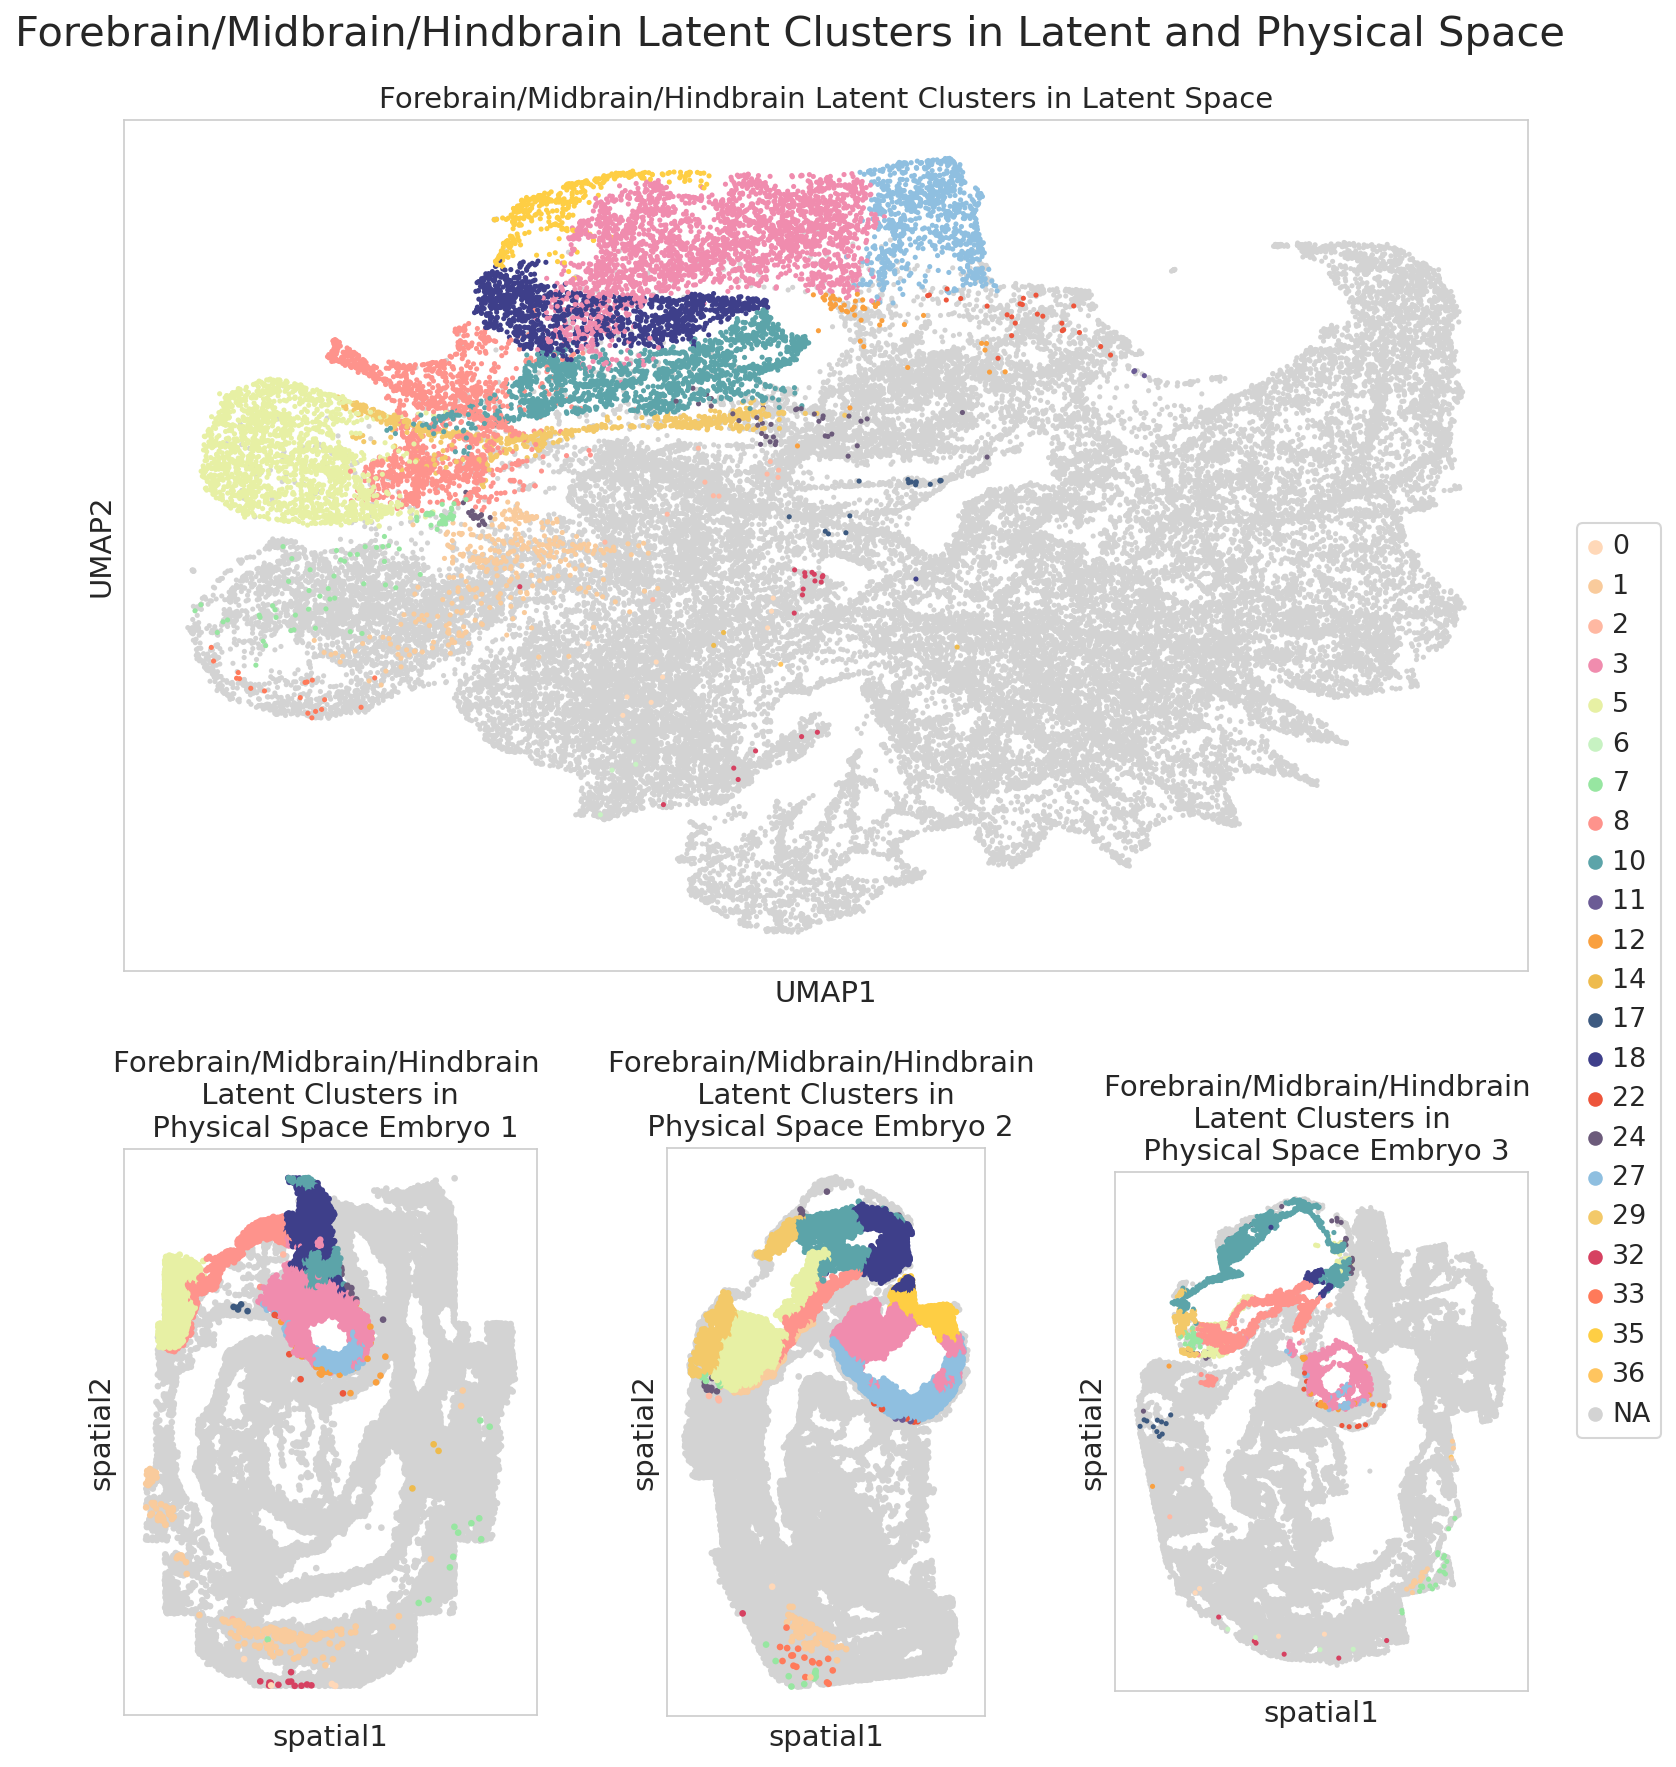 Forebrain/Midbrain/Hindbrain Latent Clusters in Latent and Physical Space
Forebrain/Midbrain/Hindbrain Latent Clusters in Latent Space
UMAP2
UMAP1
0
1
2
3
5
6
7
8
10
11
12
14
17
18
22
24
27
29
32
33
35
36
NA
Forebrain/Midbrain/Hindbrain
Latent Clusters in
Physical Space Embryo 1
spatial2
spatial1
Forebrain/Midbrain/Hindbrain
Latent Clusters in
Physical Space Embryo 2
spatial2
spatial1
Forebrain/Midbrain/Hindbrain
Latent Clusters in
Physical Space Embryo 3
spatial2
spatial1